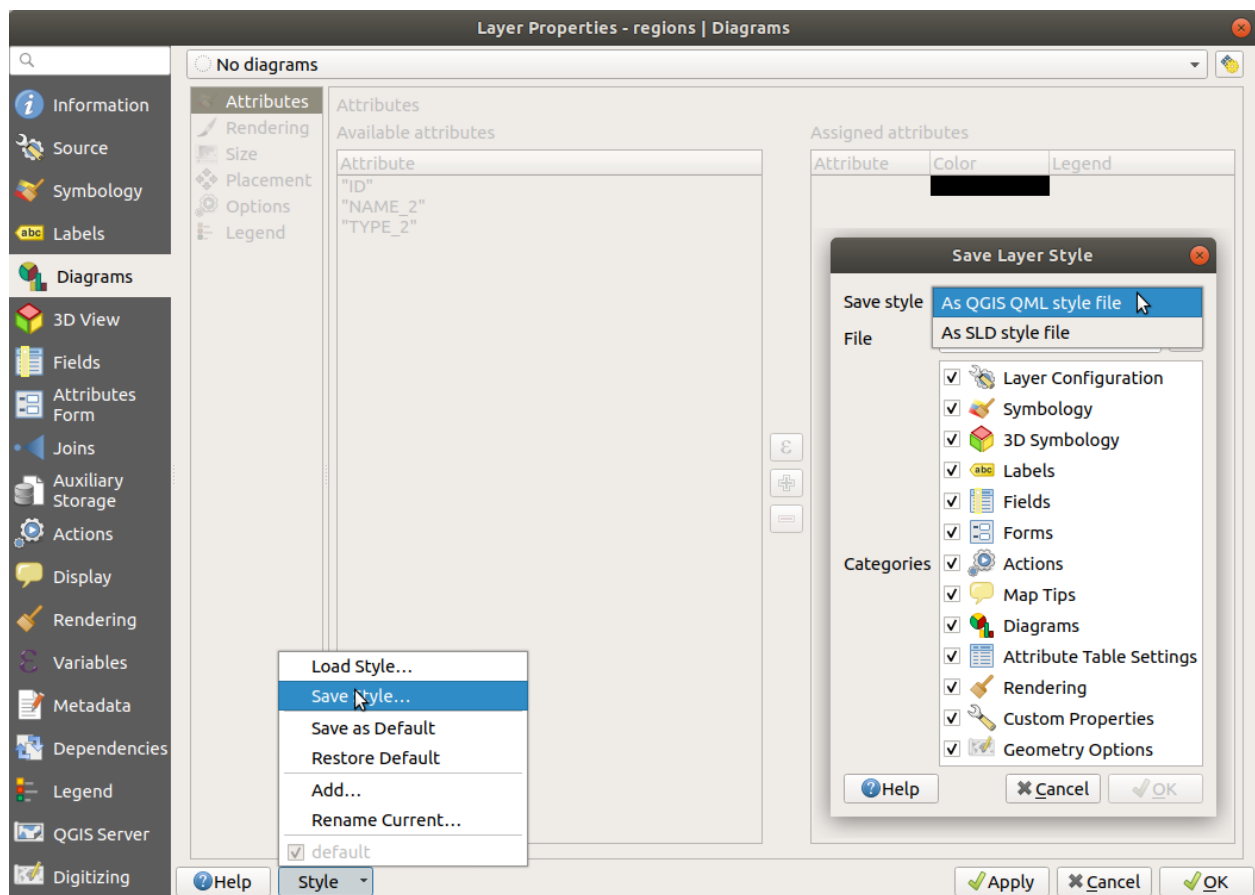 Layer Properties - regions | Diagrams
No diagrams
Information
Source
Symbology
abc Labels
Diagrams
3D View
Fields
Attributes
Form
Joins
Auxiliary
Storage
Actions
Display
Rendering
ε Variables
Metadata
Dependencies
Legend
QGIS Server
Digitizing
Attributes
Rendering
Size
Placement
Options
Legend
Attributes
Available attributes
Attribute
"ID"
"NAME_2"
"TYPE_2"
ε
Assigned attributes
Attribute Color Legend
Save Layer Style
Save style As QGIS QML style file
As SLD style file
File
Categories
Layer Configuration
Symbology
3D Symbology
abc Labels
Fields
Forms
Actions
Map Tips
Diagrams
Attribute Table Settings
Rendering
Custom Properties
Geometry Options
Help Cancel OK
Load Style...
Save Style...
Save as Default
Restore Default
Add...
Rename Current...
default
Help Style Apply Cancel OK